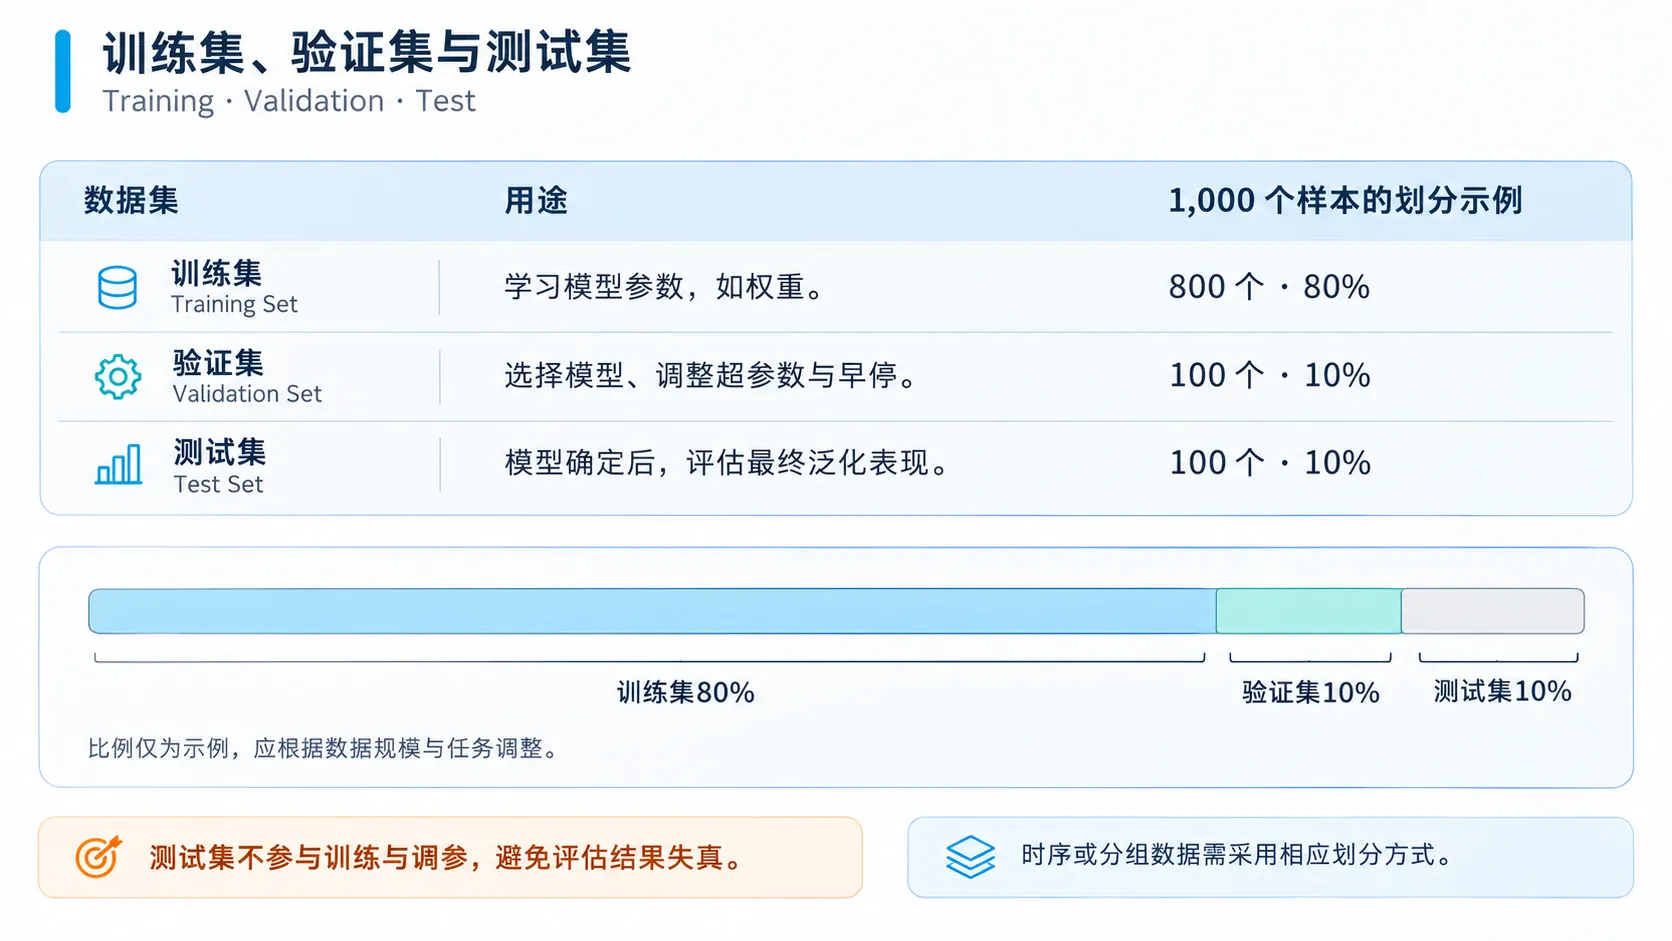 训练集、验证集与测试集
Training · Validation · Test
数据集
用途
1,000 个样本的划分示例
训练集
Training Set
学习模型参数，如权重。
800 个 · 80%
验证集
Validation Set
选择模型、调整超参数与早停。
100 个 · 10%
测试集
Test Set
模型确定后，评估最终泛化表现。
100 个 · 10%
训练集80%
验证集10%
测试集10%
比例仅为示例，应根据数据规模与任务调整。
测试集不参与训练与调参，避免评估结果失真。
时序或分组数据需采用相应划分方式。